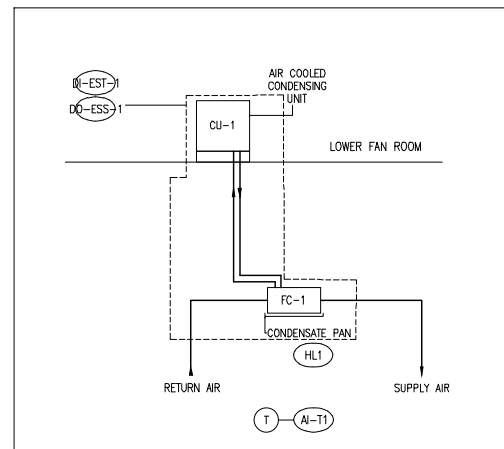 DI-EST-1
DO-ESS-1
AIR COOLED
CONDENSING
UNIT
CU-1
LOWER FAN ROOM
FC-1
CONDENSATE PAN
HL1
RETURN AIR
SUPPLY AIR
T
AI-T1